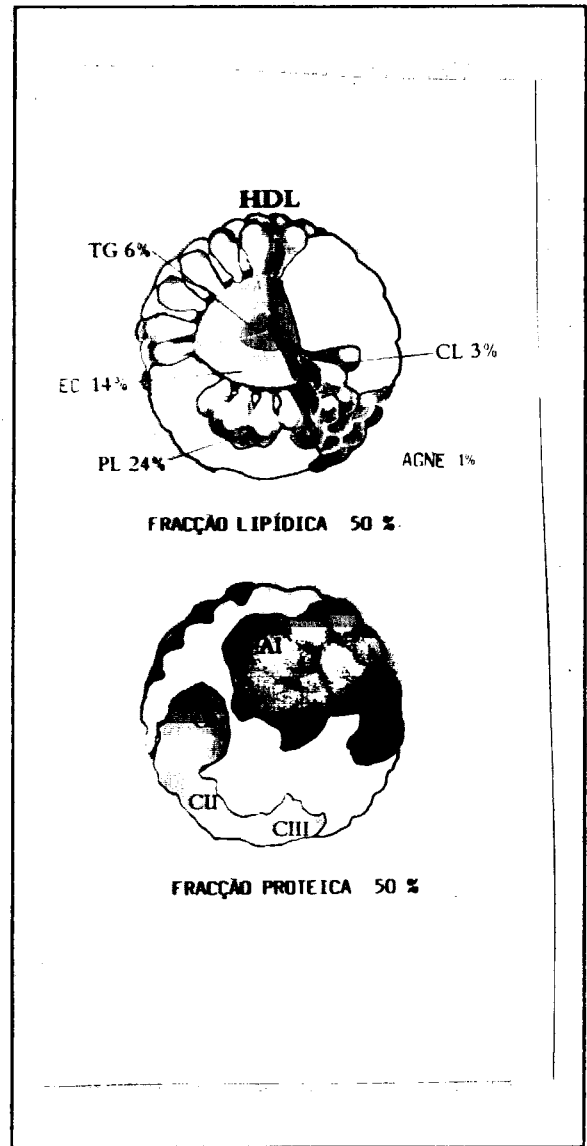 HDL
TG 6%
CL 3%
EC 14%
PL 24%
AGNE 1%
FRACÇÃO LIPÍDICA 50 %
AI
CII
CIII
FRACÇÃO PROTEICA 50 %